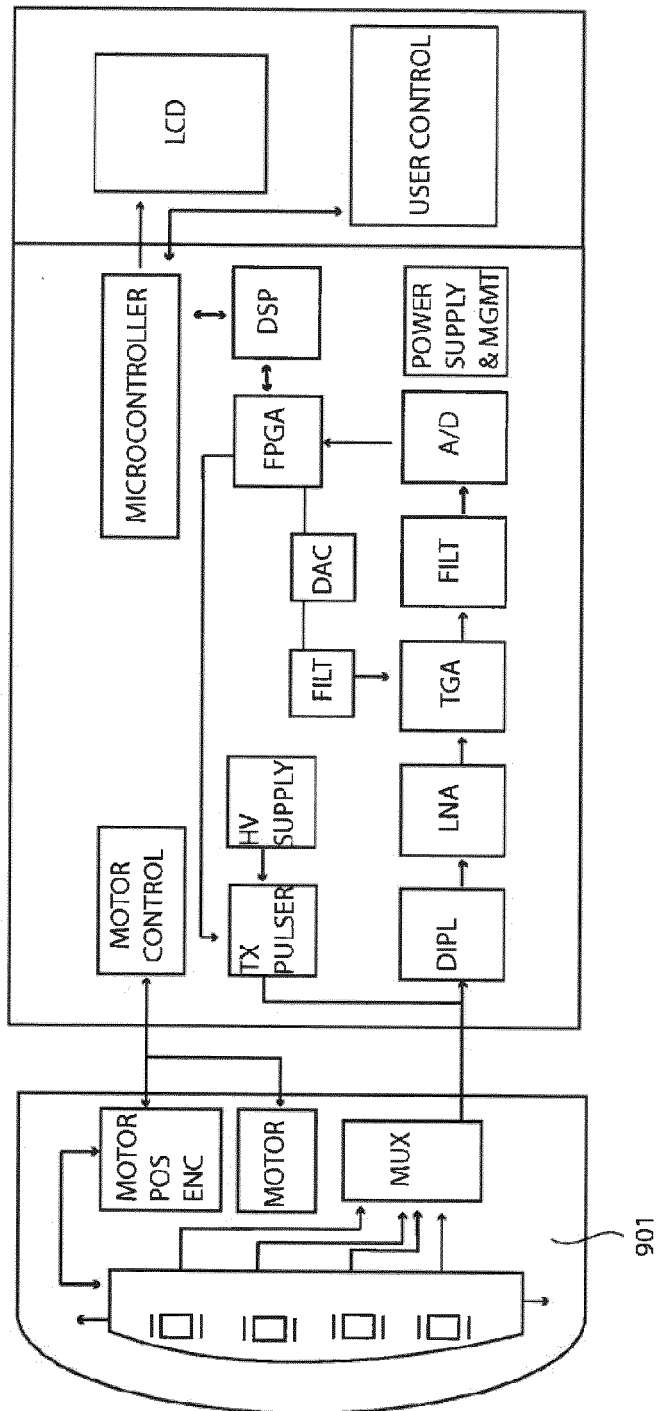 MOTOR
POS
ENC
MOTOR
MUX
901
MOTOR
CONTROL
TX
PULSER
HV
SUPPLY
DIPL
LNA
TGA
FILT
A/D
FILT
DAC
FPGA
DSP
MICROCONTROLLER
POWER
SUPPLY
& MGMT
LCD
USER CONTROL